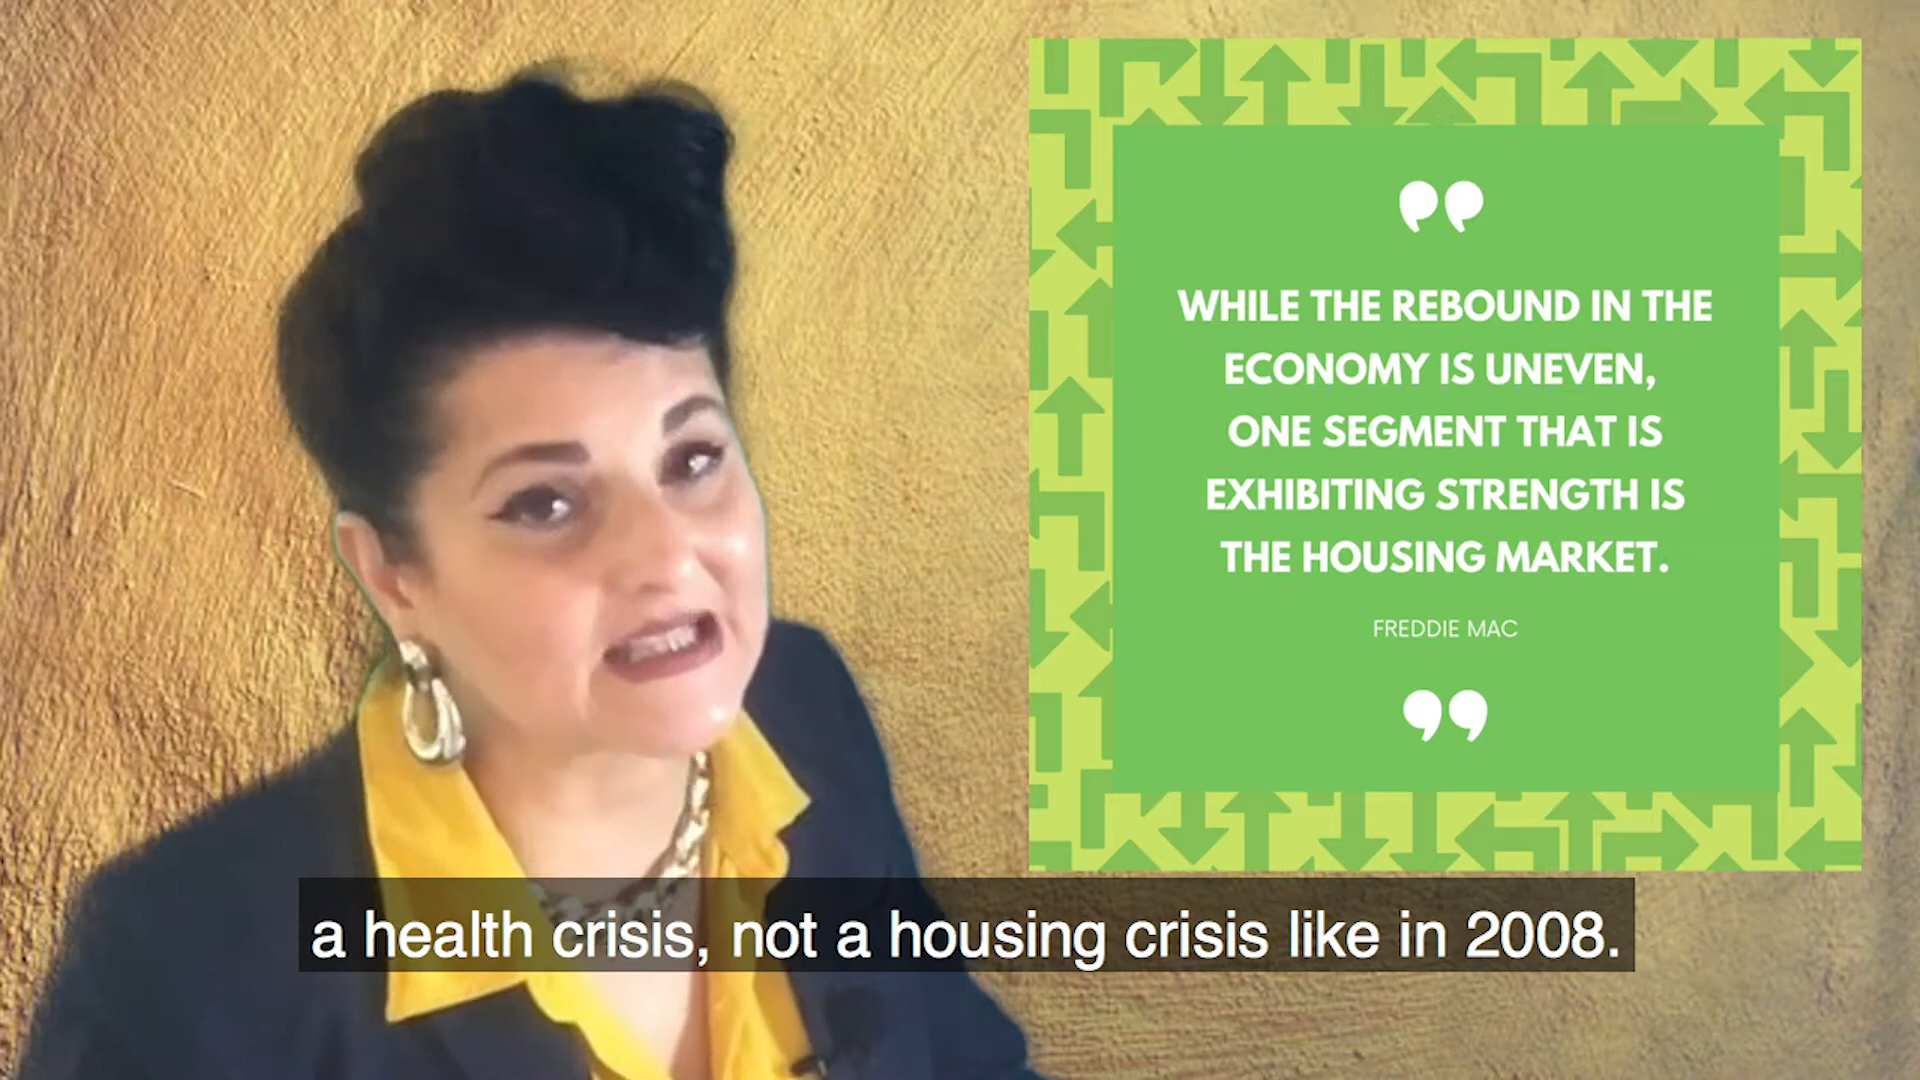 WHILE THE REBOUND IN THE
ECONOMY IS UNEVEN,
ONE SEGMENT THAT IS
EXHIBITING STRENGTH IS
THE HOUSING MARKET.
FREDDIE MAC
a health crisis, not a housing crisis like in 2008.